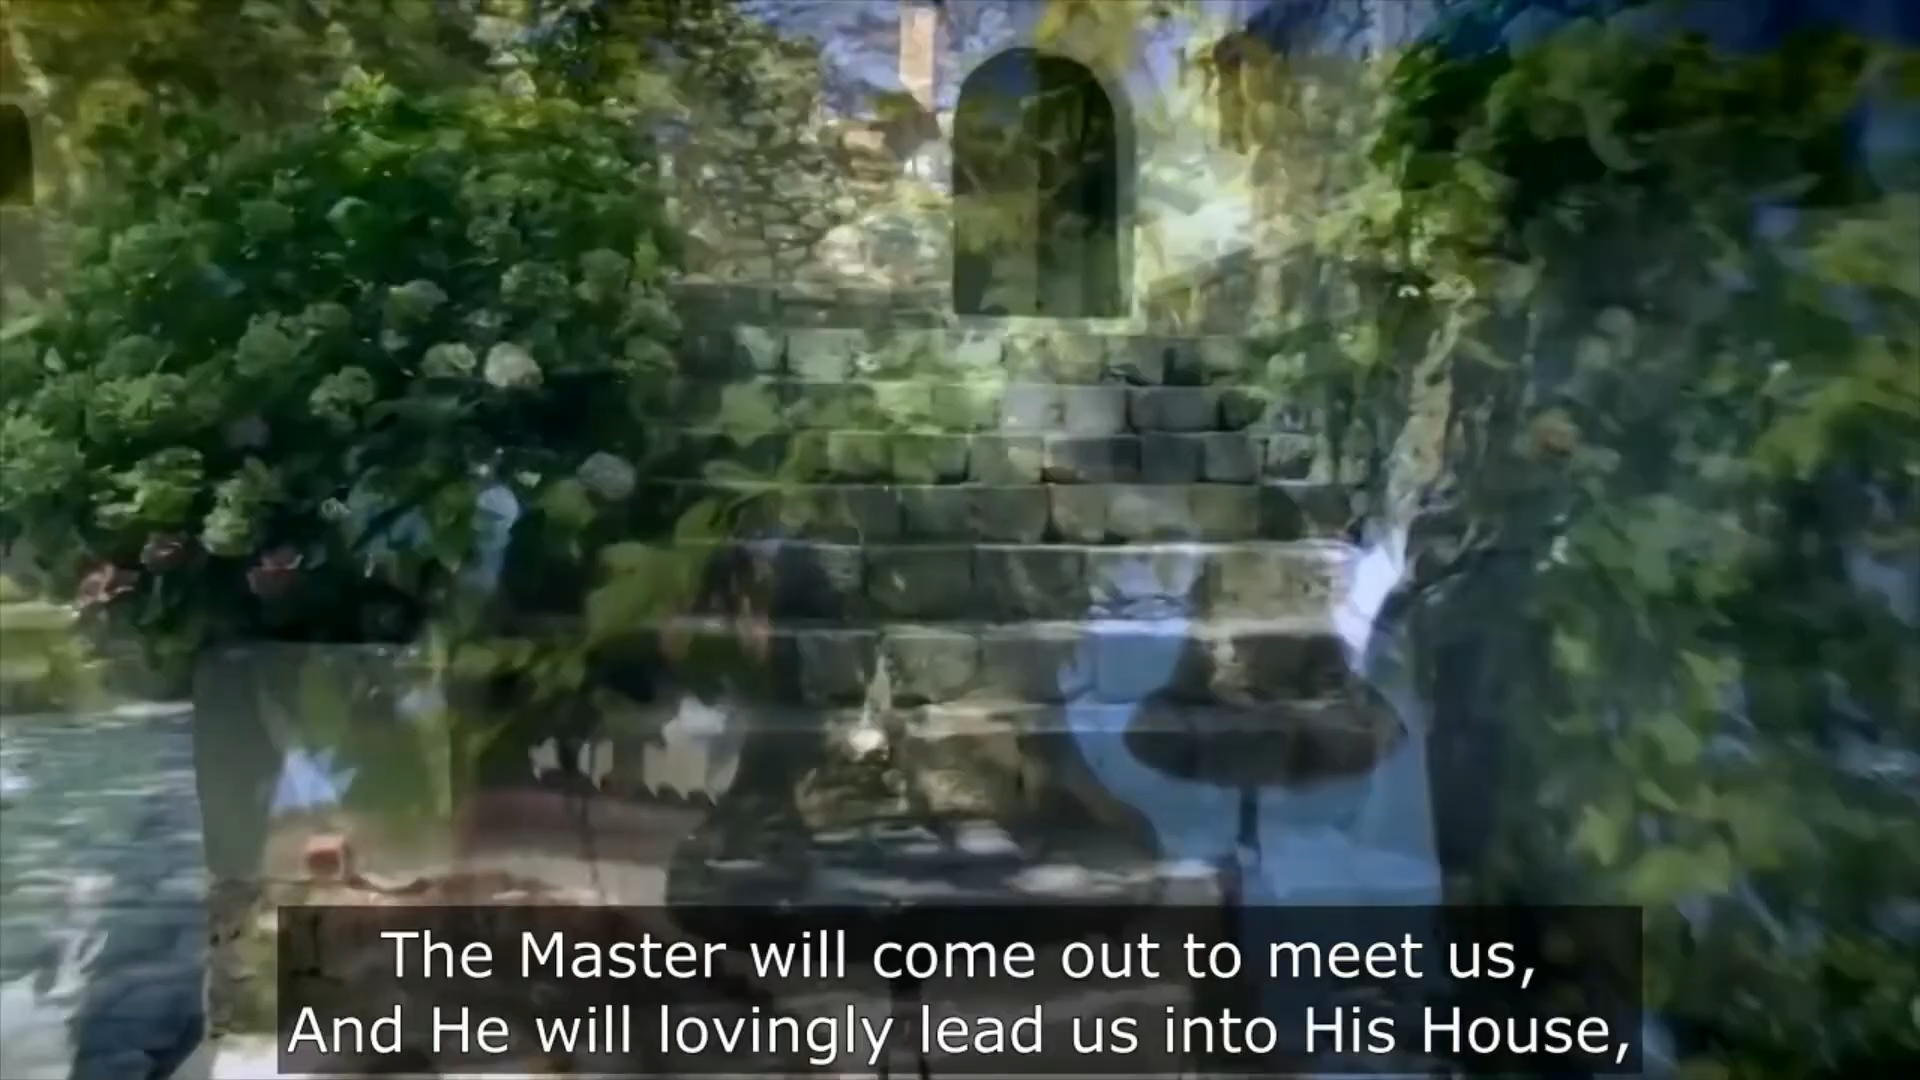 The Master will come out to meet us,
And He will lovingly lead us into His House,